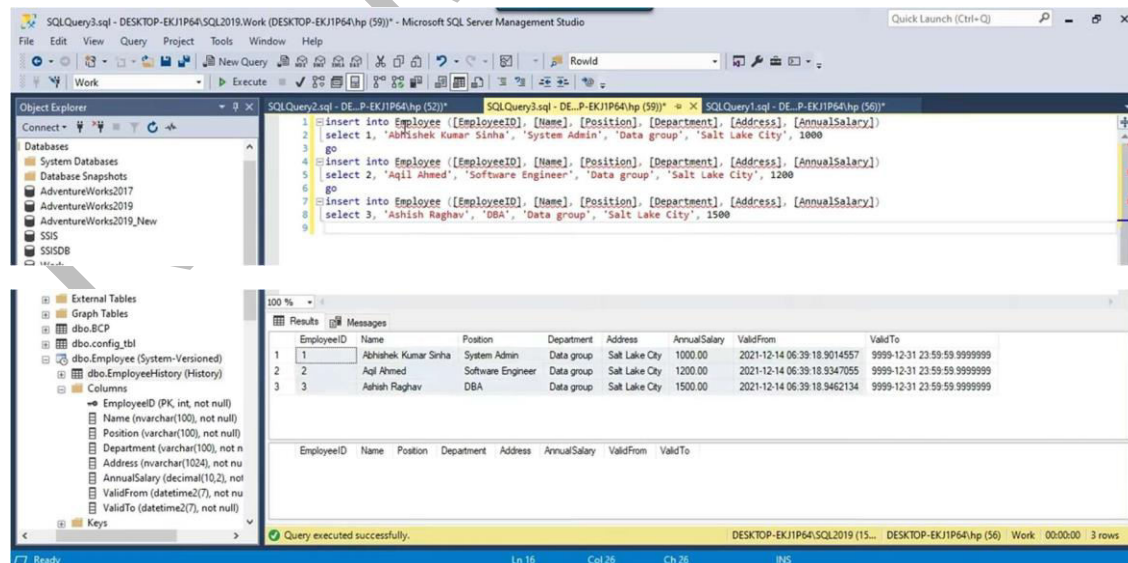 SQLQuery3.sql - DESKTOP-EKJ1P64\SQL2019.Work (DESKTOP-EKJ1P64\hp (59))* - Microsoft SQL Server Management Studio
Quick Launch (Ctrl+Q)
File Edit View Query Project Tools Window Help
New Query RowId
Work Execute
Object Explorer
SQLQuery2.sql - DE...P-EKJ1P64\hp (52))* SQLQuery3.sql - DE...P-EKJ1P64\hp (59))* SQLQuery1.sql - DE...P-EKJ1P64\hp (56))*
Connect
Databases
System Databases
Database Snapshots
AdventureWorks2017
AdventureWorks2019
AdventureWorks2019_New
SSIS
SSISDB
Work
1 insert into Employee ([EmployeeID], [Name], [Position], [Department], [Address], [AnnualSalary])
2 select 1, 'Abhishek Kumar Sinha', 'System Admin', 'Data group', 'Salt Lake City', 1000
3 go
4 insert into Employee ([EmployeeID], [Name], [Position], [Department], [Address], [AnnualSalary])
5 select 2, 'Aqil Ahmed', 'Software Engineer', 'Data group', 'Salt Lake City', 1200
6 go
7 insert into Employee ([EmployeeID], [Name], [Position], [Department], [Address], [AnnualSalary])
8 select 3, 'Ashish Raghav', 'DBA', 'Data group', 'Salt Lake City', 1500
9
External Tables
Graph Tables
dbo.BCP
dbo.config_tbl
dbo.Employee (System-Versioned)
dbo.EmployeeHistory (History)
Columns
EmployeeID (PK, int, not null)
Name (nvarchar(100), not null)
Position (varchar(100), not null)
Department (varchar(100), not n
Address (nvarchar(1024), not nu
AnnualSalary (decimal(10,2), not
ValidFrom (datetime2(7), not nu
ValidTo (datetime2(7), not null)
Keys
100 %
Results Messages
EmployeeID Name Position Department Address AnnualSalary ValidFrom ValidTo
1 1 Abhishek Kumar Sinha System Admin Data group Salt Lake City 1000.00 2021-12-14 06:39:18.9014557 9999-12-31 23:59:59.9999999
2 2 Aqil Ahmed Software Engineer Data group Salt Lake City 1200.00 2021-12-14 06:39:18.9347055 9999-12-31 23:59:59.9999999
3 3 Ashish Raghav DBA Data group Salt Lake City 1500.00 2021-12-14 06:39:18.9462134 9999-12-31 23:59:59.9999999
EmployeeID Name Position Department Address AnnualSalary ValidFrom ValidTo
Query executed successfully. DESKTOP-EKJ1P64\SQL2019 (15... DESKTOP-EKJ1P64\hp (56) Work 00:00:00 3 rows
Ready Ln 16 Col 26 Ch 26 INS